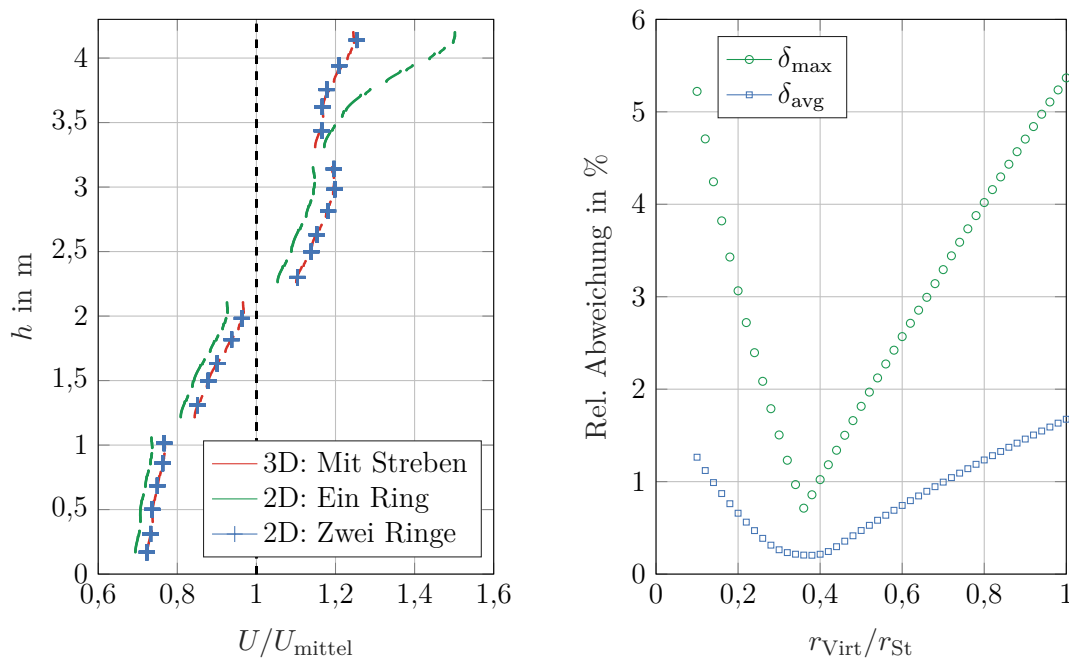 4
3,5
3
2,5
2
1,5
1
0,5
0
h in m
0,6 0,8 1 1,2 1,4 1,6
U/U_mittel
3D: Mit Streben
2D: Ein Ring
2D: Zwei Ringe
6
5
4
3
2
1
0
Rel. Abweichung in %
0 0,2 0,4 0,6 0,8 1
r_Virt/r_St
δ_max
δ_avg